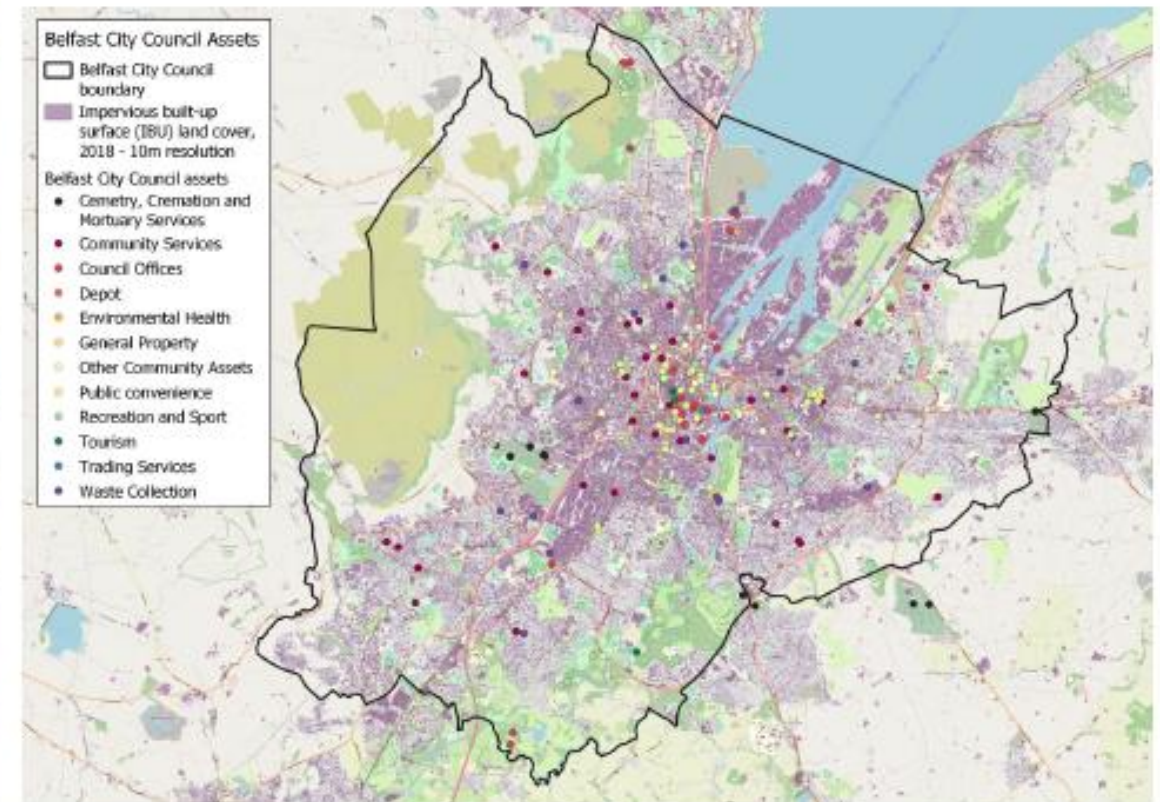 Belfast City Council Assets
Belfast City Council
boundary
Impervious built-up
surface (IBU) land cover,
2018 - 10m resolution
Belfast City Council assets
Cemetry, Cremation and
Mortuary Services
Community Services
Council Offices
Depot
Environmental Health
General Property
Other Community Assets
Public convenience
Recreation and Sport
Tourism
Trading Services
Waste Collection